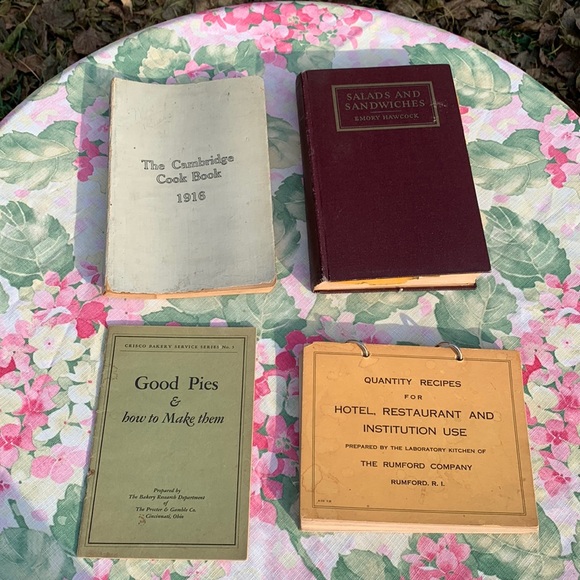 The Cambridge
Cook Book
1916
SALADS AND
SANDWICHES
EMORY HAWCOCK
CRISCO BAKERY SERVICE SERIES No. 1
Good Pies
&
how to Make them
Prepared by
The Bakery Research Department
of
The Procter & Gamble Co.
Cincinnati, Ohio
QUANTITY RECIPES
FOR
HOTEL, RESTAURANT AND
INSTITUTION USE
PREPARED BY THE LABORATORY KITCHEN OF
THE RUMFORD COMPANY
RUMFORD, R. I.